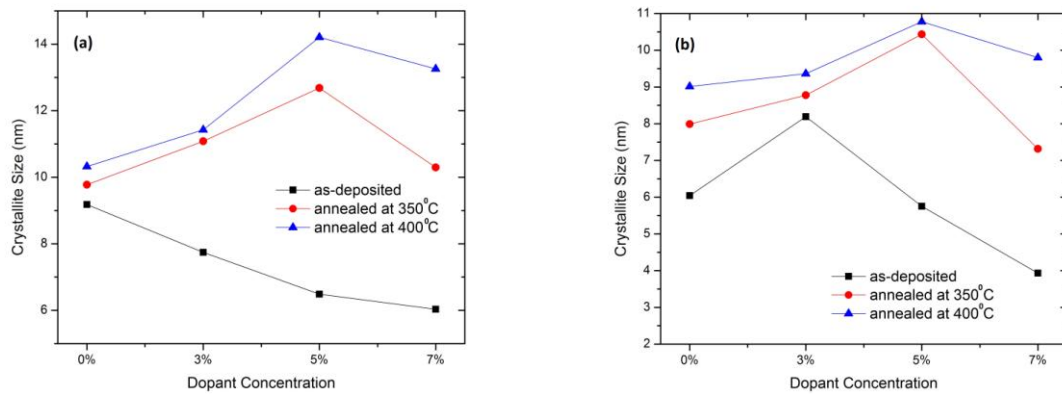 (a)
Crystallite Size (nm)
14
12
10
8
6
as-deposited
annealed at 350⁰C
annealed at 400⁰C
0% 3% 5% 7%
Dopant Concentration
(b)
Crystallite Size (nm)
11
10
9
8
7
6
5
4
3
2
as-deposited
annealed at 350⁰C
annealed at 400⁰C
0% 3% 5% 7%
Dopant Concentration